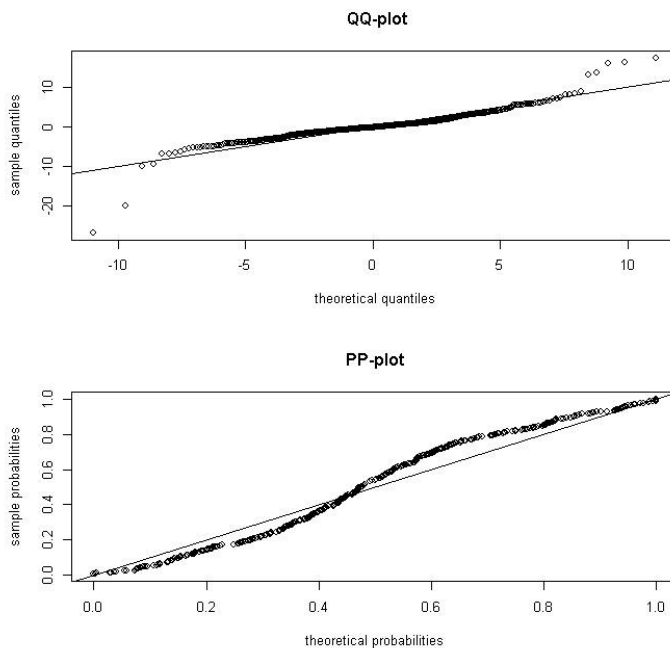 QQ-plot
sample quantiles
10
0
-10
-20
-10 -5 0 5 10
theoretical quantiles
PP-plot
sample probabilities
1.0
0.8
0.6
0.4
0.2
0.0
0.0 0.2 0.4 0.6 0.8 1.0
theoretical probabilities